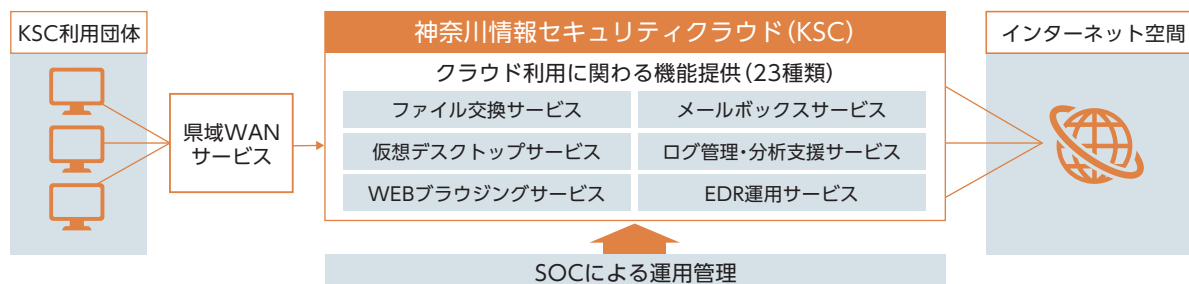 KSC利用団体
県域WAN
サービス
神奈川情報セキュリティクラウド(KSC)
クラウド利用に関わる機能提供(23種類)
ファイル交換サービス
メールボックスサービス
仮想デスクトップサービス
ログ管理・分析支援サービス
WEBブラウジングサービス
EDR運用サービス
SOCによる運用管理
インターネット空間